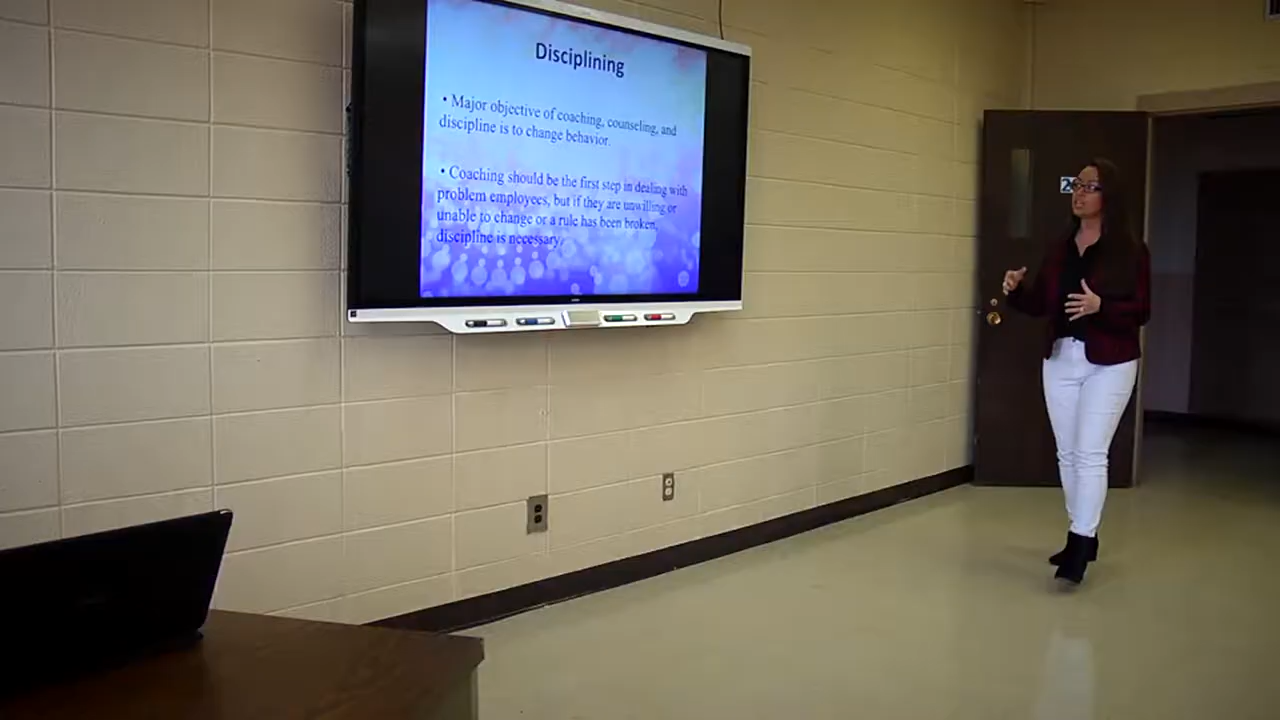 Disciplining
• Major objective of coaching, counseling, and
discipline is to change behavior.
• Coaching should be the first step in dealing with
problem employees, but if they are unwilling or
unable to change or a rule has been broken,
discipline is necessary.